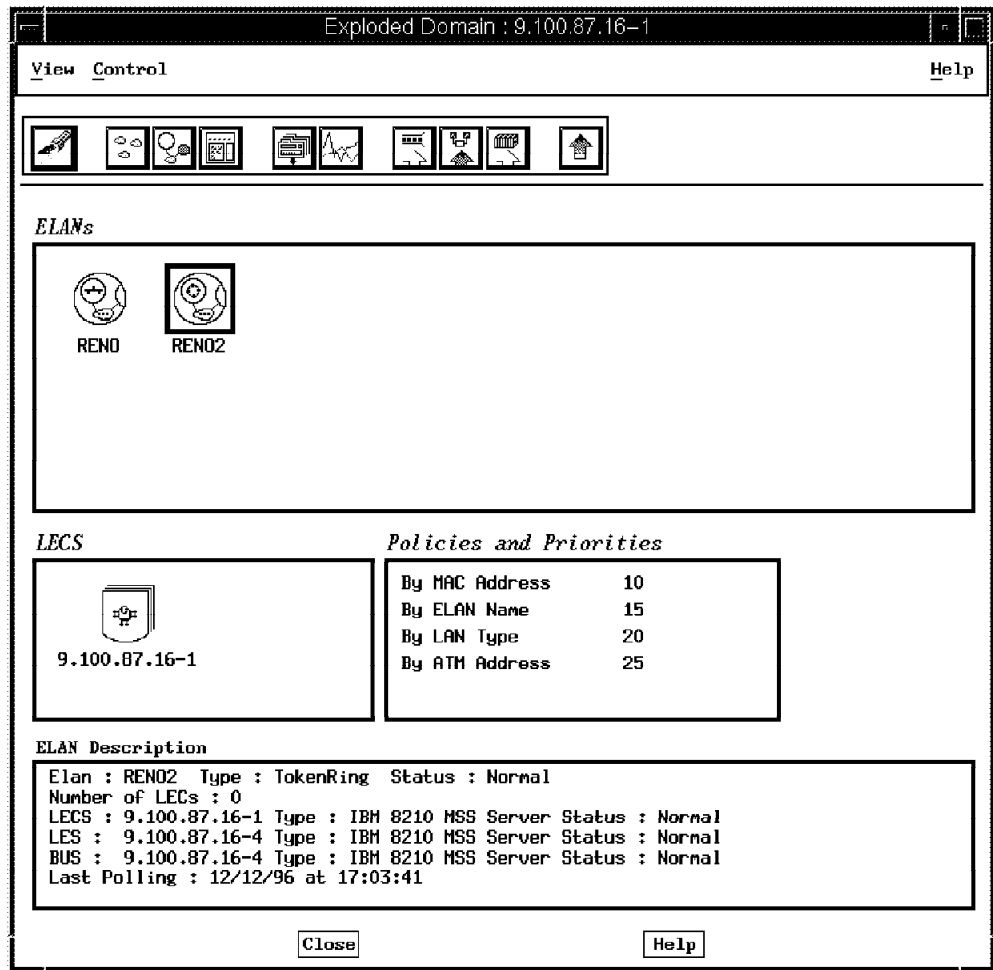 Exploded Domain : 9.100.87.16-1
View Control Help
ELANs
RENO RENO2
LECS Policies and Priorities
By MAC Address 10
By ELAN Name 15
By LAN Type 20
By ATM Address 25
9.100.87.16-1
ELAN Description
Elan : RENO2 Type : TokenRing Status : Normal
Number of LECs : 0
LECS : 9.100.87.16-1 Type : IBM 8210 MSS Server Status : Normal
LES : 9.100.87.16-4 Type : IBM 8210 MSS Server Status : Normal
BUS : 9.100.87.16-4 Type : IBM 8210 MSS Server Status : Normal
Last Polling : 12/12/96 at 17:03:41
Close Help